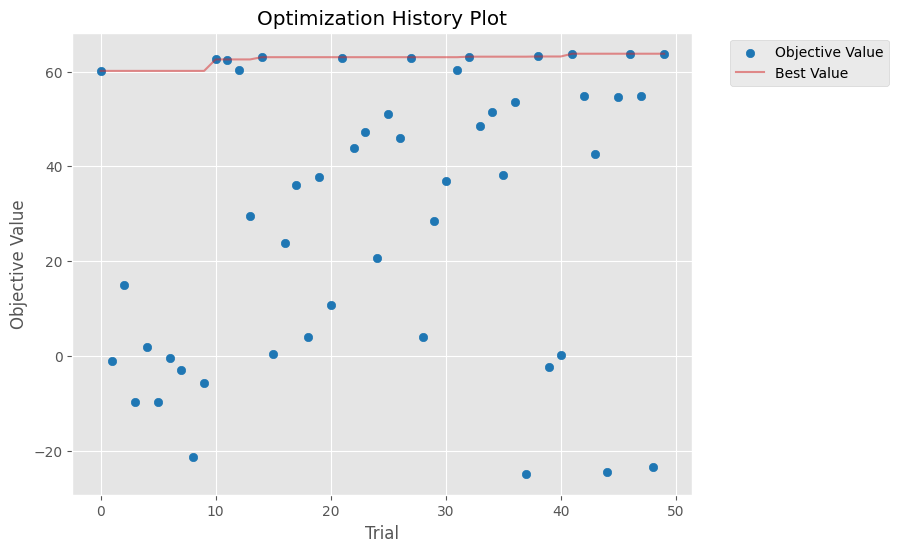 Optimization History Plot
Objective Value
Best Value
Objective Value
60
40
20
0
−20
0 10 20 30 40 50
Trial